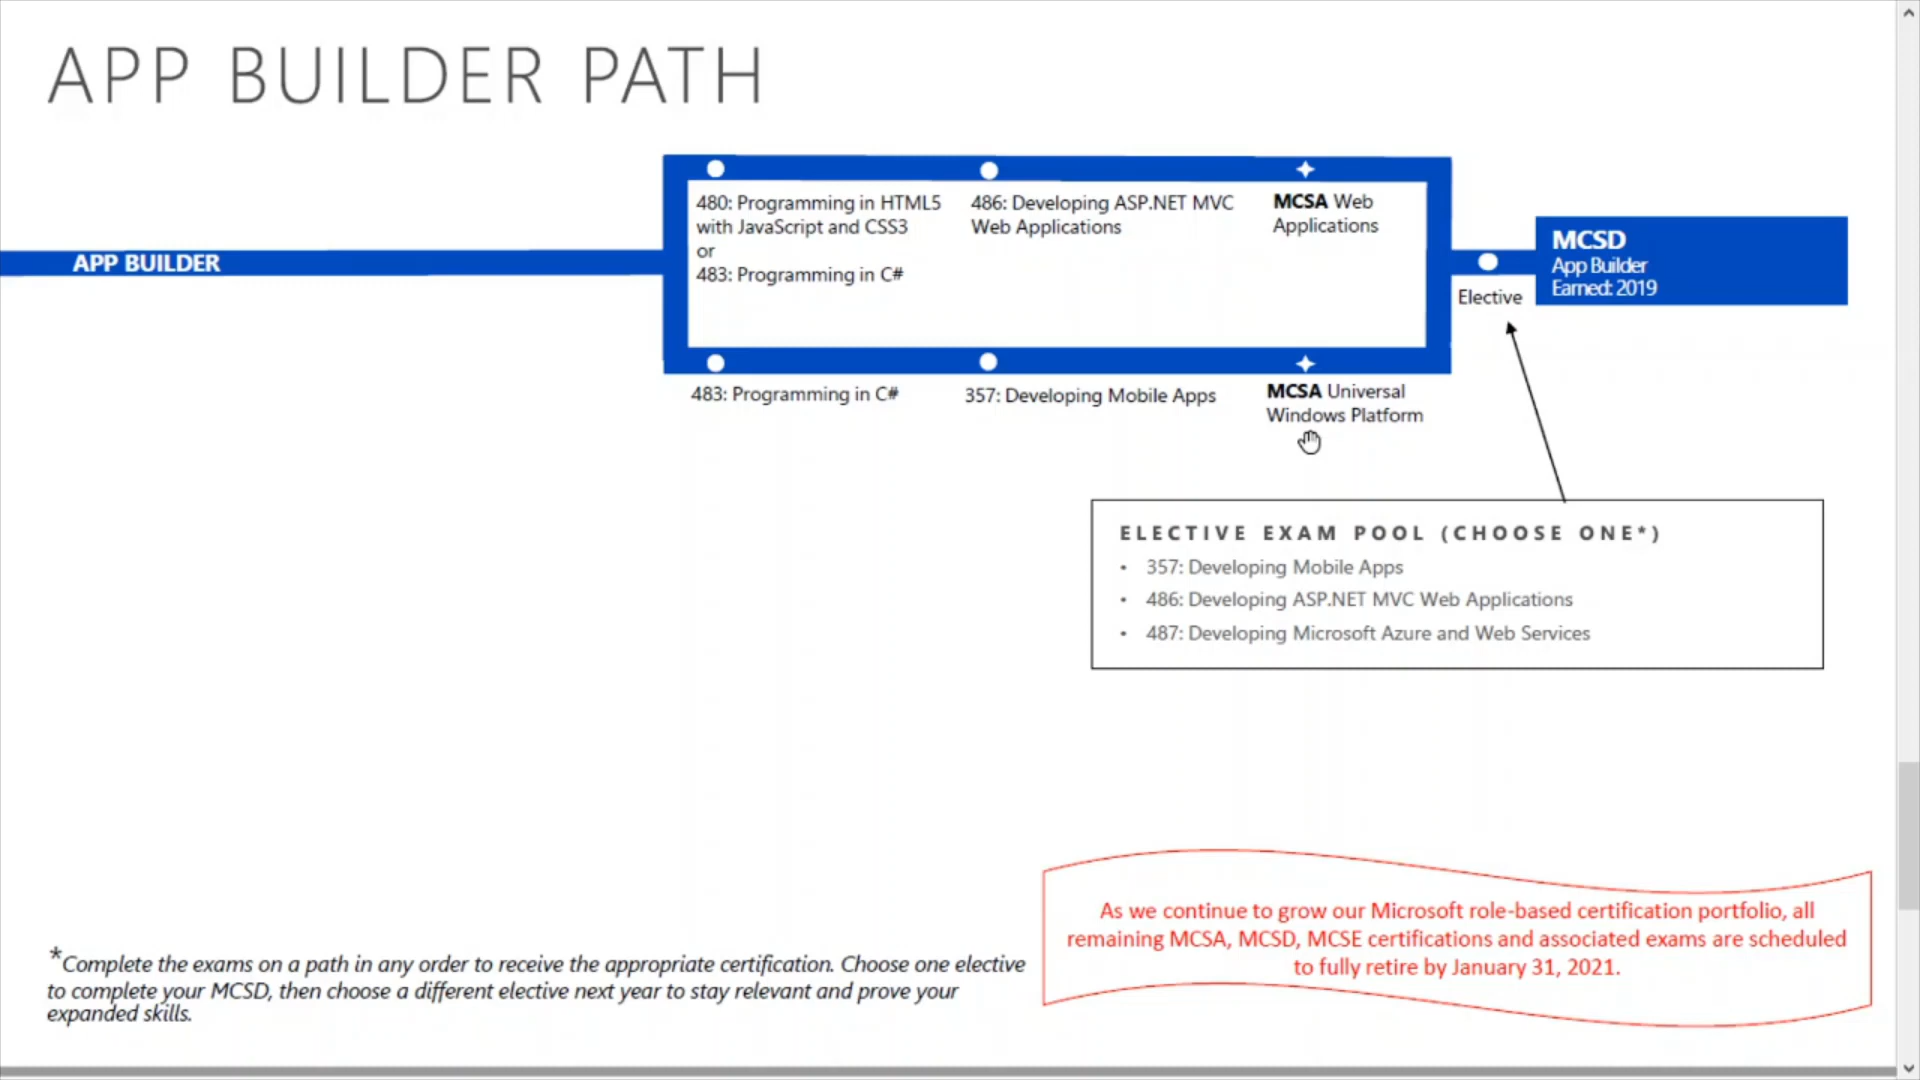 APP BUILDER PATH
480: Programming in HTML5
with JavaScript and CSS3
or
483: Programming in C#
486: Developing ASP.NET MVC
Web Applications
MCSA Web
Applications
APP BUILDER
MCSD
App Builder
Earned: 2019
Elective
483: Programming in C#
357: Developing Mobile Apps
MCSA Universal
Windows Platform
ELECTIVE EXAM POOL (CHOOSE ONE*)
• 357: Developing Mobile Apps
• 486: Developing ASP.NET MVC Web Applications
• 487: Developing Microsoft Azure and Web Services
As we continue to grow our Microsoft role-based certification portfolio, all
remaining MCSA, MCSD, MCSE certifications and associated exams are scheduled
to fully retire by January 31, 2021.
*Complete the exams on a path in any order to receive the appropriate certification. Choose one elective
to complete your MCSD, then choose a different elective next year to stay relevant and prove your
expanded skills.